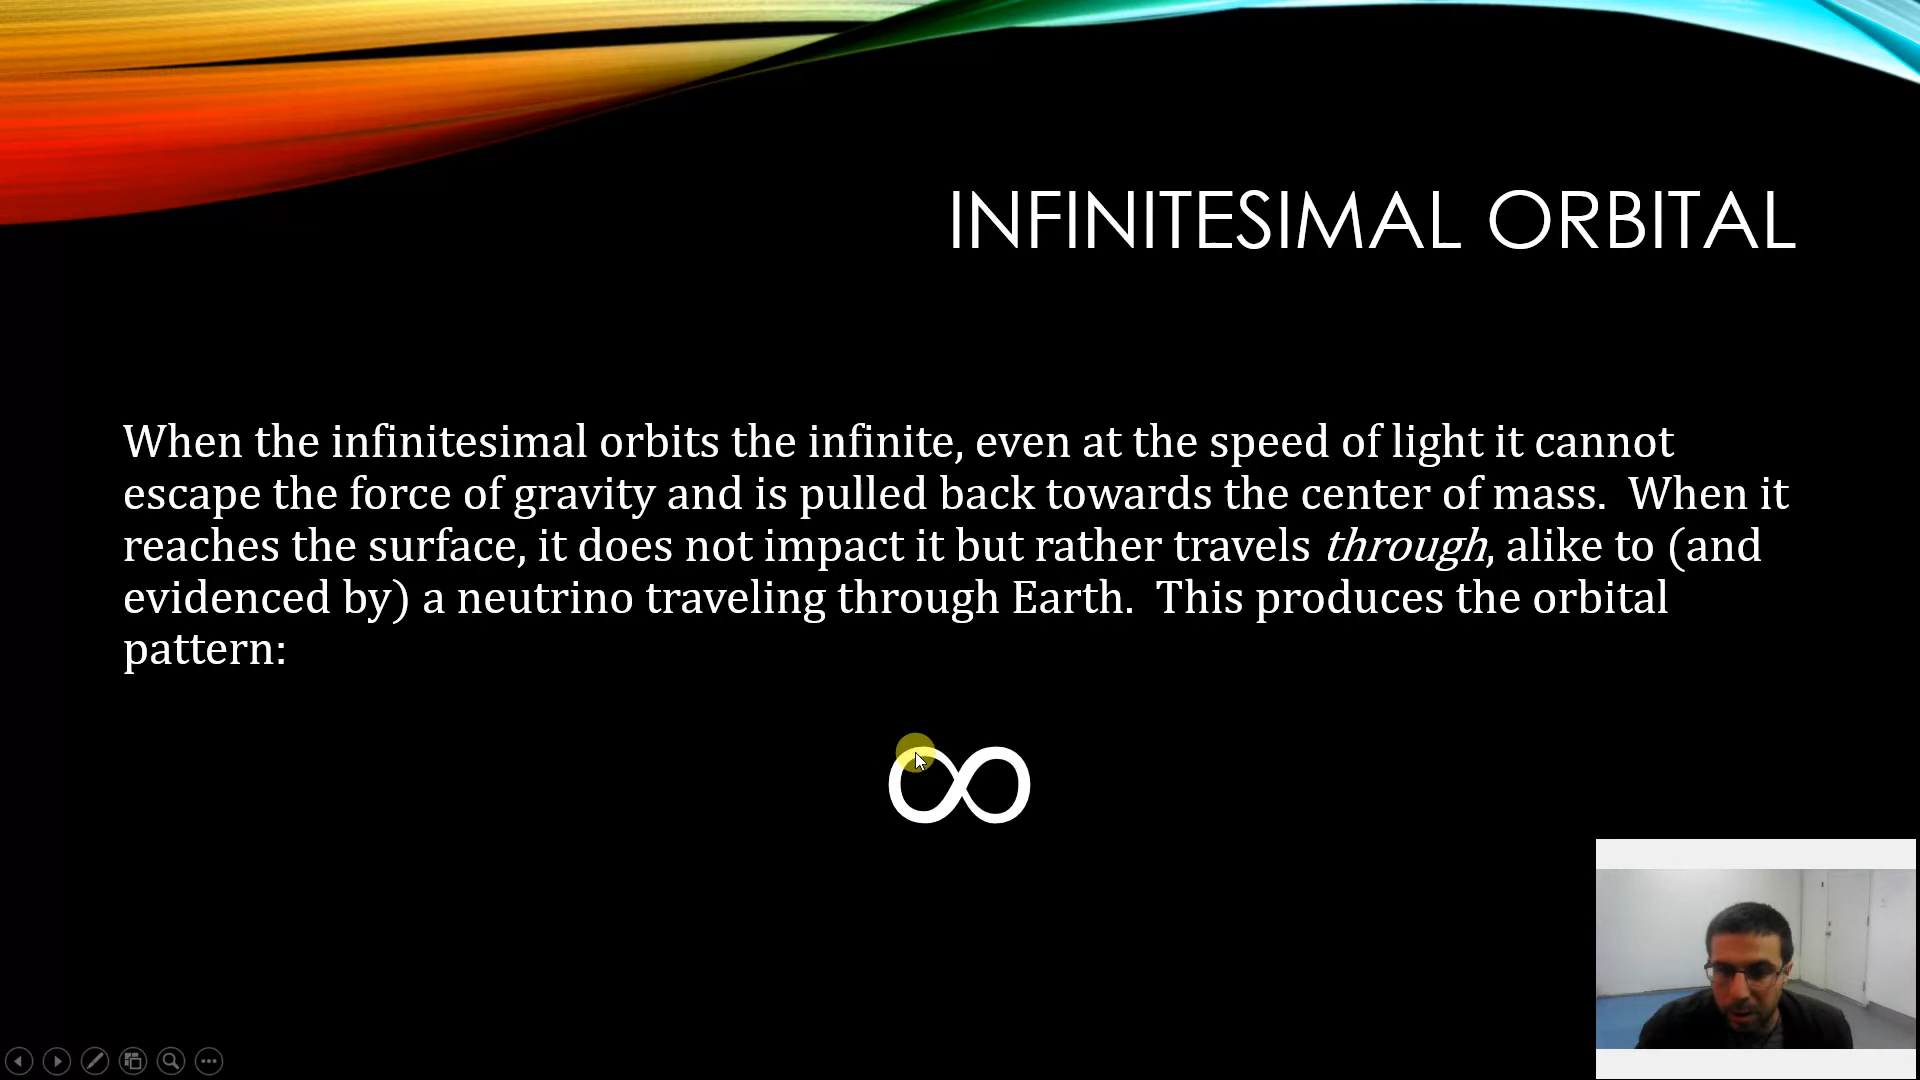 INFINITESIMAL ORBITAL
When the infinitesimal orbits the infinite, even at the speed of light it cannot
escape the force of gravity and is pulled back towards the center of mass.  When it
reaches the surface, it does not impact it but rather travels through, alike to (and
evidenced by) a neutrino traveling through Earth.  This produces the orbital
pattern:
∞